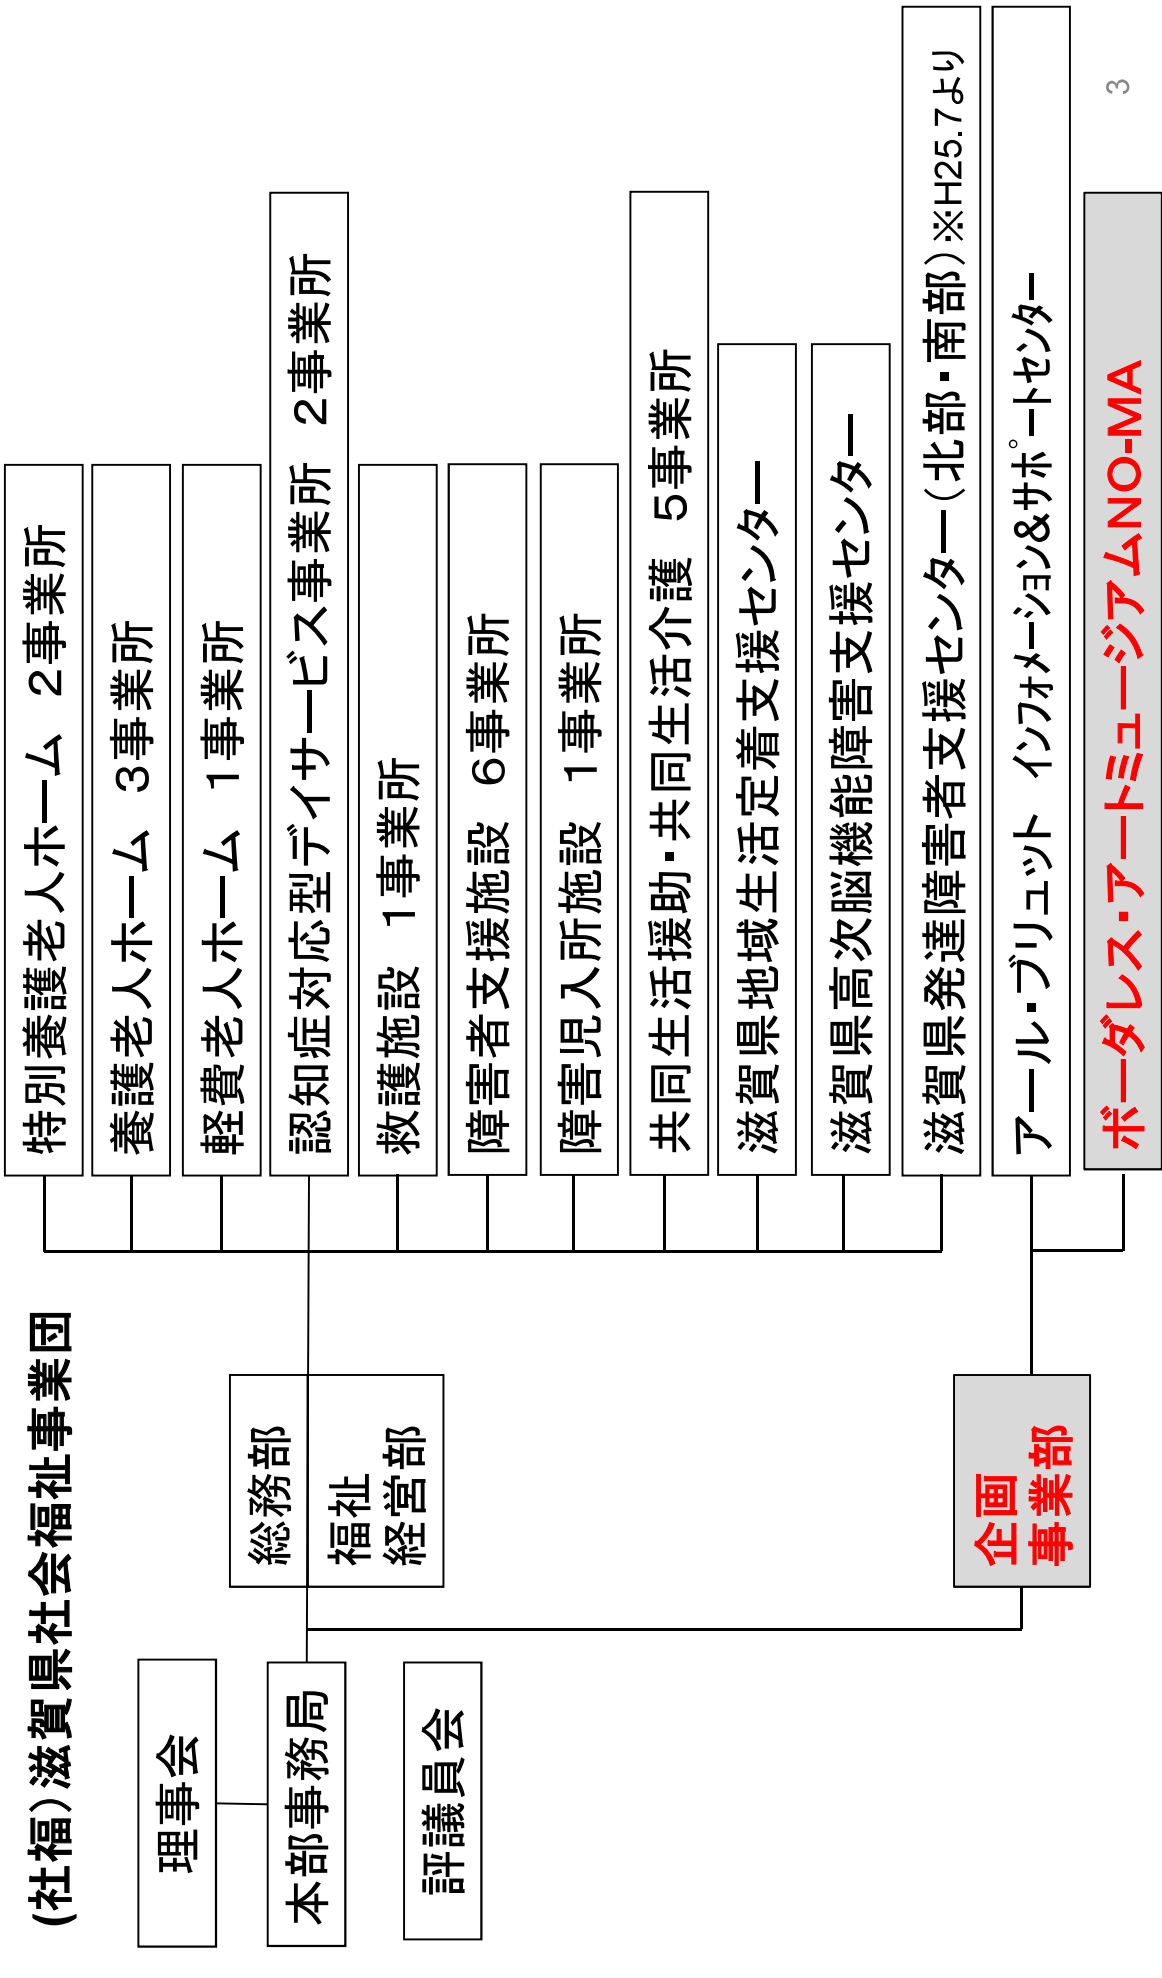 (社福)滋賀県社会福祉事業団
理事会
本部事務局
評議員会
総務部
福祉
経営部
企画
事業部
特別養護老人ホーム　２事業所
養護老人ホーム　３事業所
軽費老人ホーム　１事業所
認知症対応型デイサービス事業所　２事業所
救護施設　１事業所
障害者支援施設　６事業所
障害児入所施設　１事業所
共同生活援助・共同生活介護　５事業所
滋賀県地域生活定着支援センター
滋賀県高次脳機能障害支援センター
滋賀県発達障害者支援センター(北部・南部)※H25.7より
アール・ブリュット　インフォメーション&サポートセンター
ボーダレス・アートミュージアムNO-MA
3